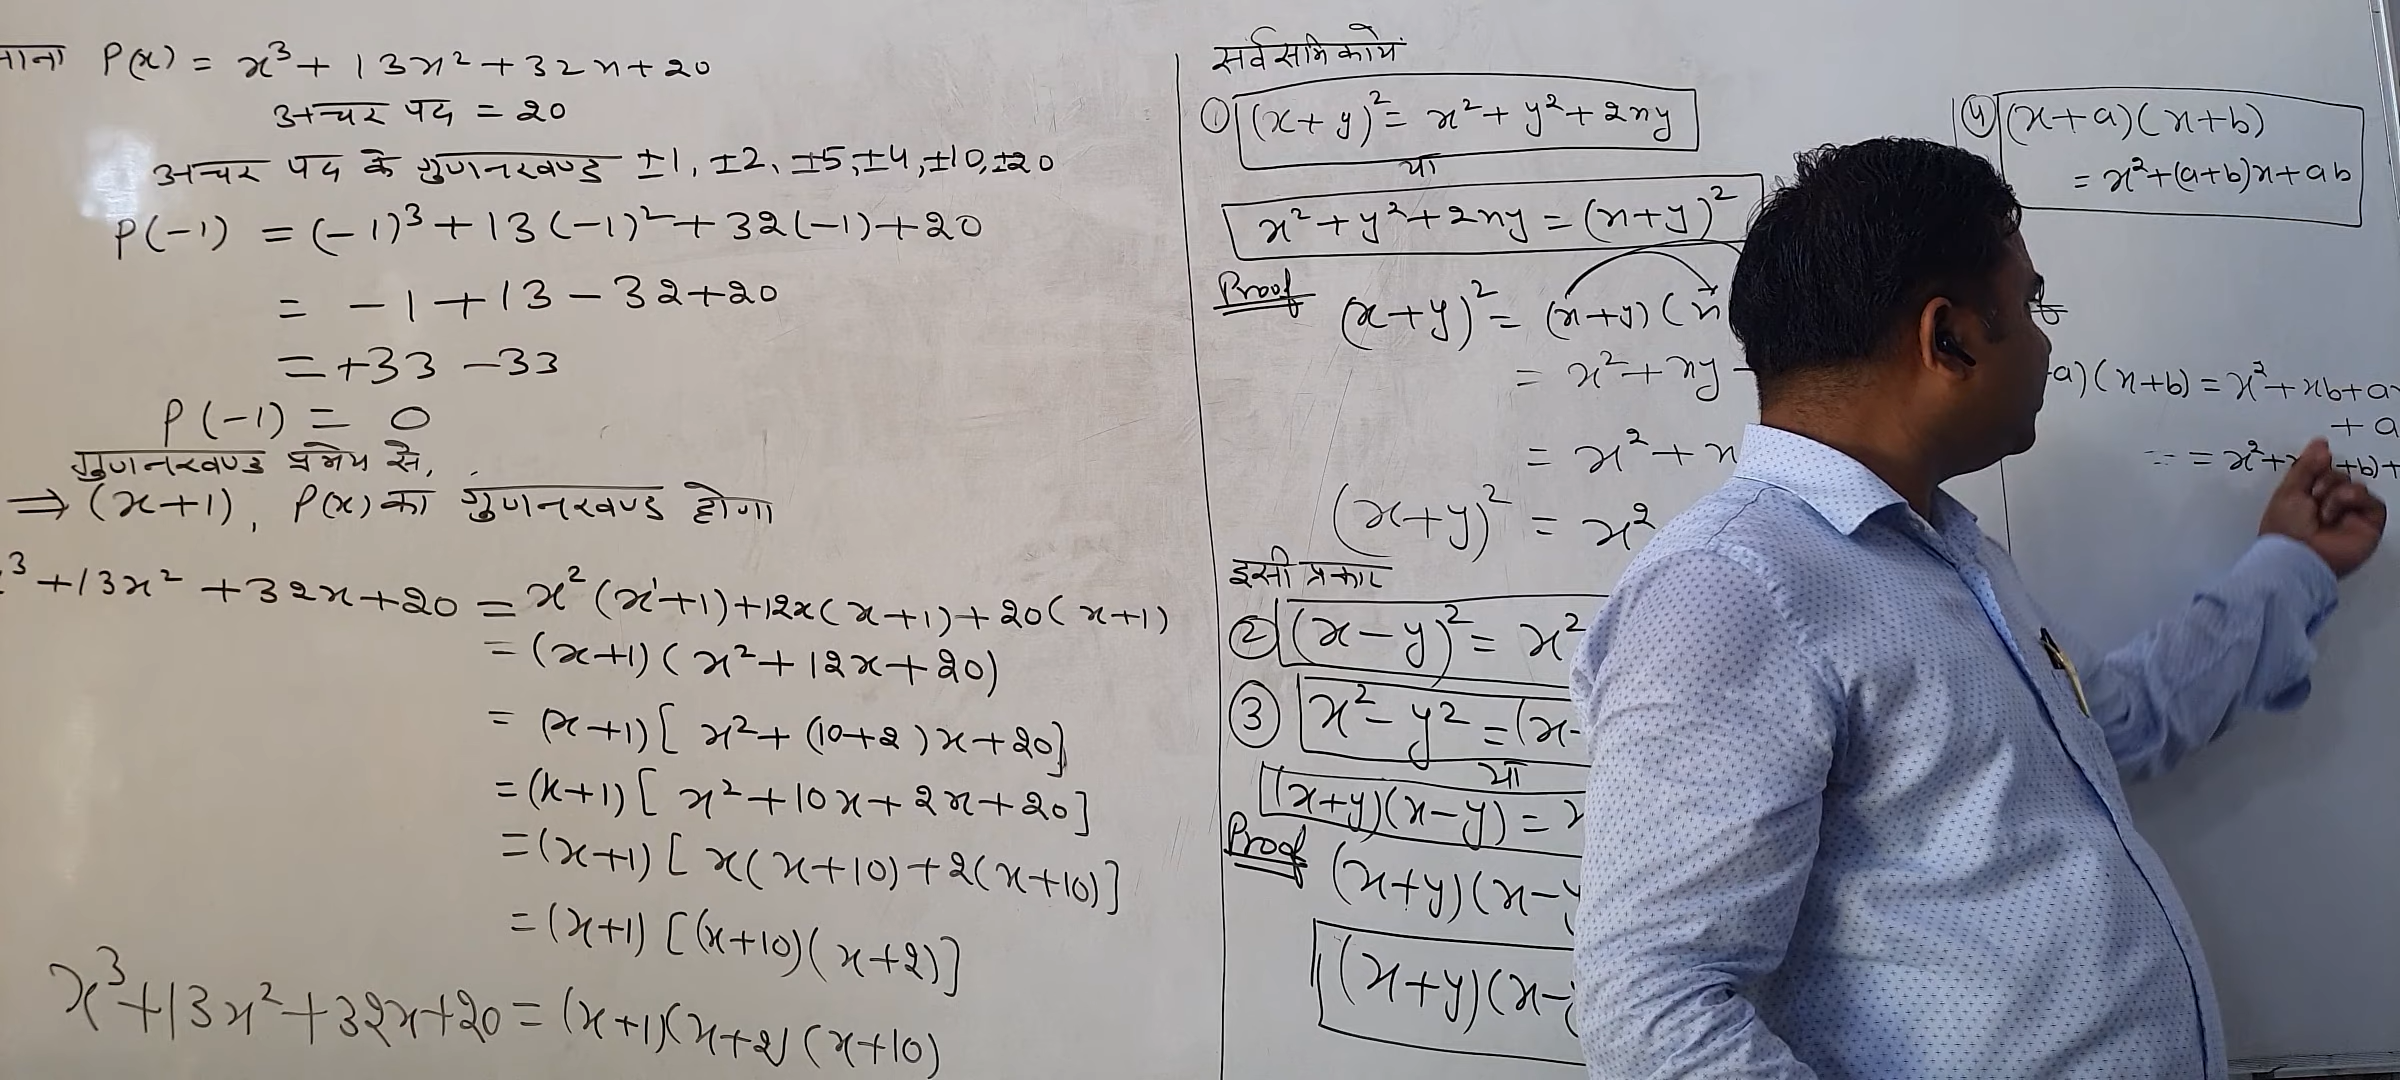 माना P(x) = x³ + 13x² + 32x + 20
अचर पद = 20
अचर पद के गुणनखण्ड ±1, ±2, ±5, ±4, ±10, ±20
P(-1) = (-1)³ + 13(-1)² + 32(-1) + 20
= -1 + 13 - 32 + 20
= +33 - 33
P(-1) = 0
गुणनखण्ड प्रमेय से,
⇒ (x+1), P(x) का गुणनखण्ड होगा
³ + 13x² + 32x + 20 = x²(x+1) + 12x(x+1) + 20(x+1)
= (x+1)(x² + 12x + 20)
= (x+1)[x² + (10+2)x + 20]
= (x+1)[x² + 10x + 2x + 20]
= (x+1)[x(x+10) + 2(x+10)]
= (x+1)[(x+10)(x+2)]
x³ + 13x² + 32x + 20 = (x+1)(x+2)(x+10)
सर्वसमिकायें
① (x+y)² = x² + y² + 2xy
या
x² + y² + 2xy = (x+y)²
Proof
(x+y)² = (x+y)(x
= x² + xy
= x² + x
(x+y)² = x²
इसी प्रकार
② (x-y)² = x²
③ x² - y² = (x-
या
(x+y)(x-y) =
Proof
(x+y)(x-y
(x+y)(x-
④ (x+a)(x+b)
= x² + (a+b)x + ab
a)(x+b) = x² + xb + a
+ a
= x² + +b) +